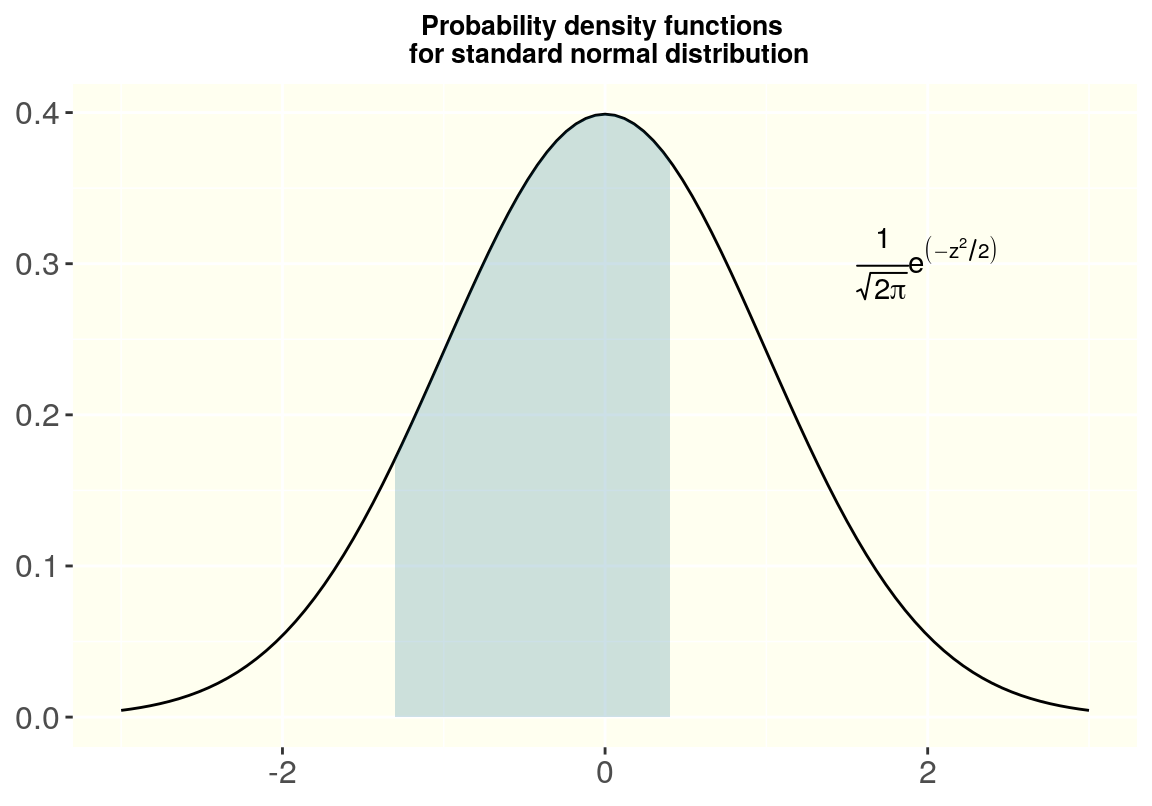 Probability density functions
for standard normal distribution
0.4
0.3
0.2
0.1
0.0
-2 0 2
1
√2π
e(−z²/2)